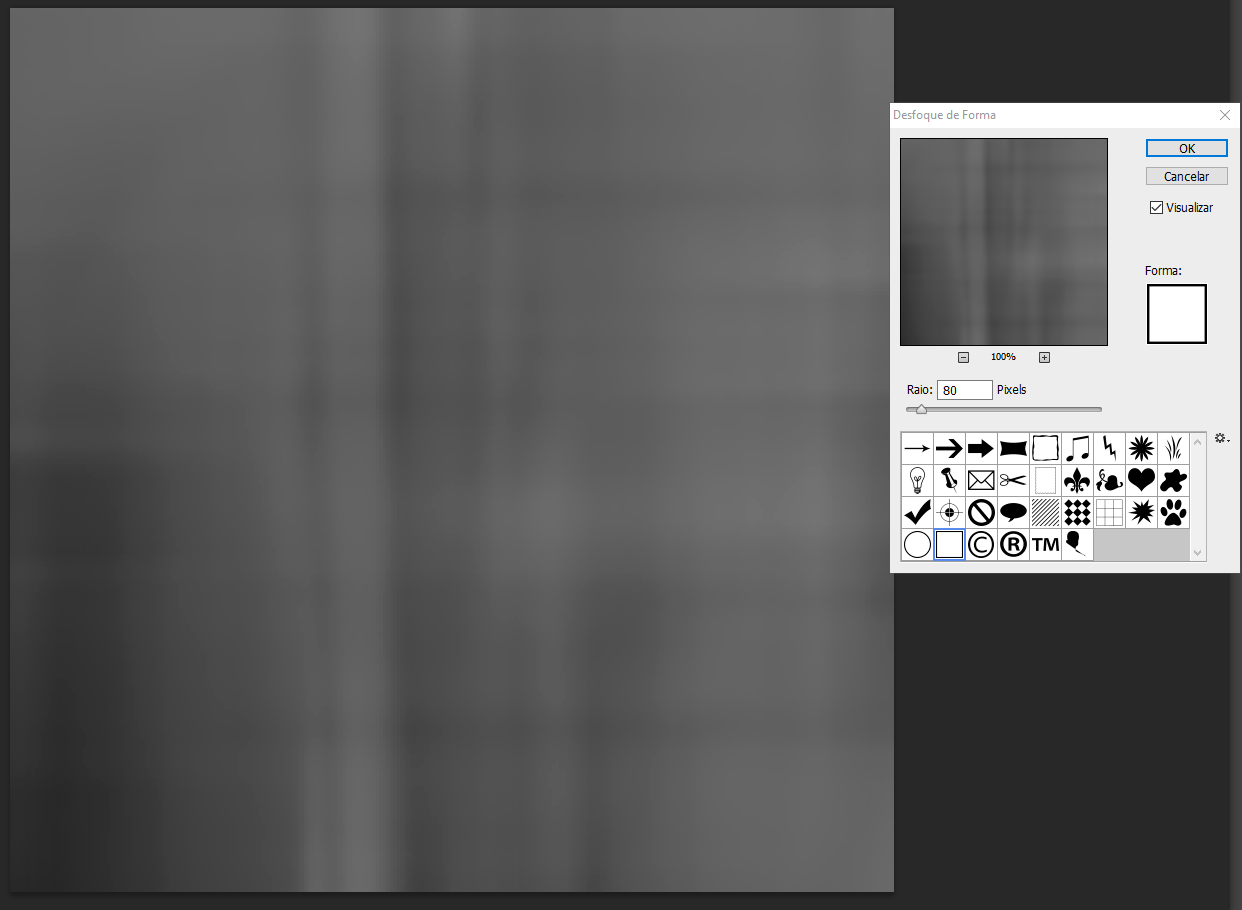 Desfoque de Forma
OK
Cancelar
Visualizar
Forma:
100%
Raio: 80 Pixels
© ® TM